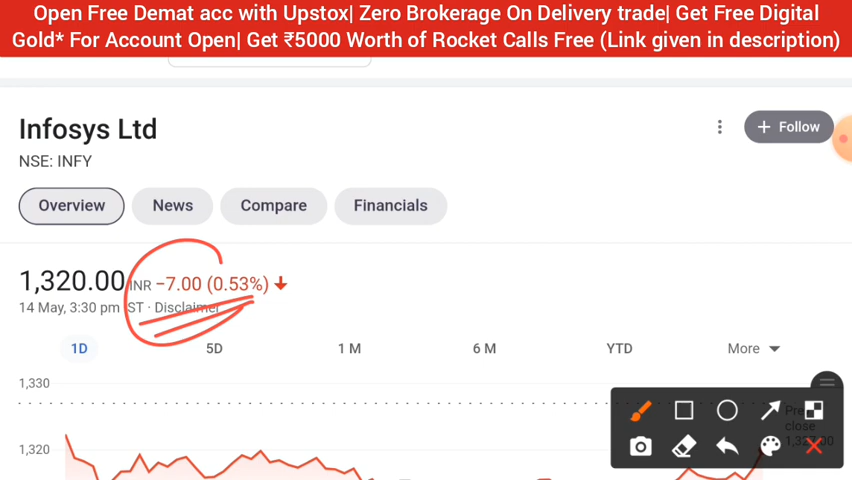 Open Free Demat acc with Upstox| Zero Brokerage On Delivery trade| Get Free Digital
Gold* For Account Open| Get ₹5000 Worth of Rocket Calls Free (Link given in description)
Infosys Ltd
+ Follow
NSE: INFY
Overview News Compare Financials
1,320.00 INR −7.00 (0.53%)
14 May, 3:30 pm IST · Disclaimer
1D 5D 1 M 6 M YTD More
1,330
close
1,320